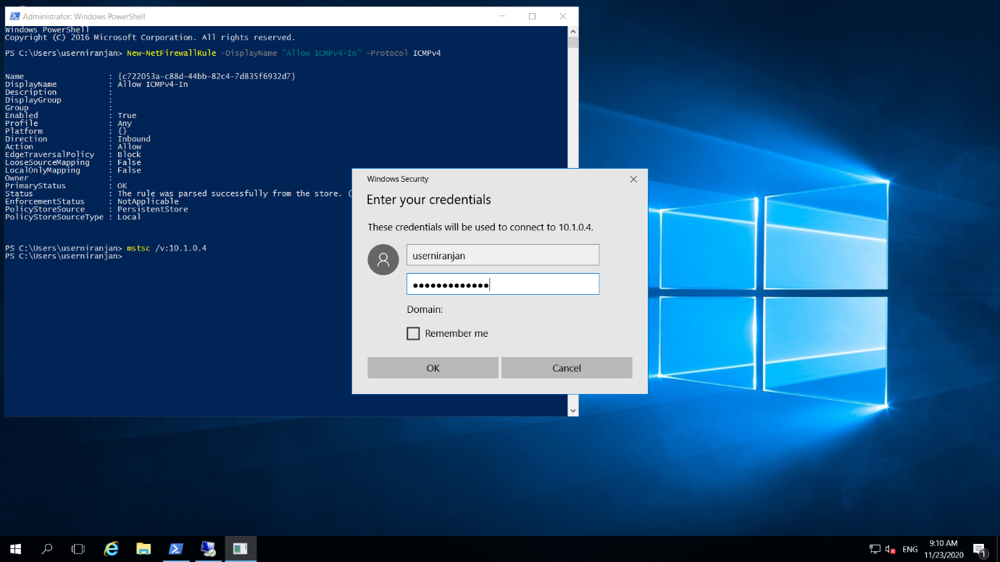 Administrator: Windows PowerShell
Windows PowerShell
Copyright (C) 2016 Microsoft Corporation. All rights reserved.
PS C:\Users\userniranjan> New-NetFirewallRule -DisplayName "Allow ICMPv4-In" -Protocol ICMPv4
Name : {c722053a-c88d-44bb-82c4-7d835f6932d7}
DisplayName : Allow ICMPv4-In
Description :
DisplayGroup :
Group :
Enabled : True
Profile : Any
Platform : {}
Direction : Inbound
Action : Allow
EdgeTraversalPolicy : Block
LooseSourceMapping : False
LocalOnlyMapping : False
Owner :
PrimaryStatus : OK
Status : The rule was parsed successfully from the store. (
EnforcementStatus : NotApplicable
PolicyStoreSource : PersistentStore
PolicyStoreSourceType : Local
PS C:\Users\userniranjan> mstsc /v:10.1.0.4
PS C:\Users\userniranjan>
Windows Security
Enter your credentials
These credentials will be used to connect to 10.1.0.4.
userniranjan
●●●●●●●●●●●●●
Domain:
Remember me
OK Cancel
ENG
9:10 AM
11/23/2020
1